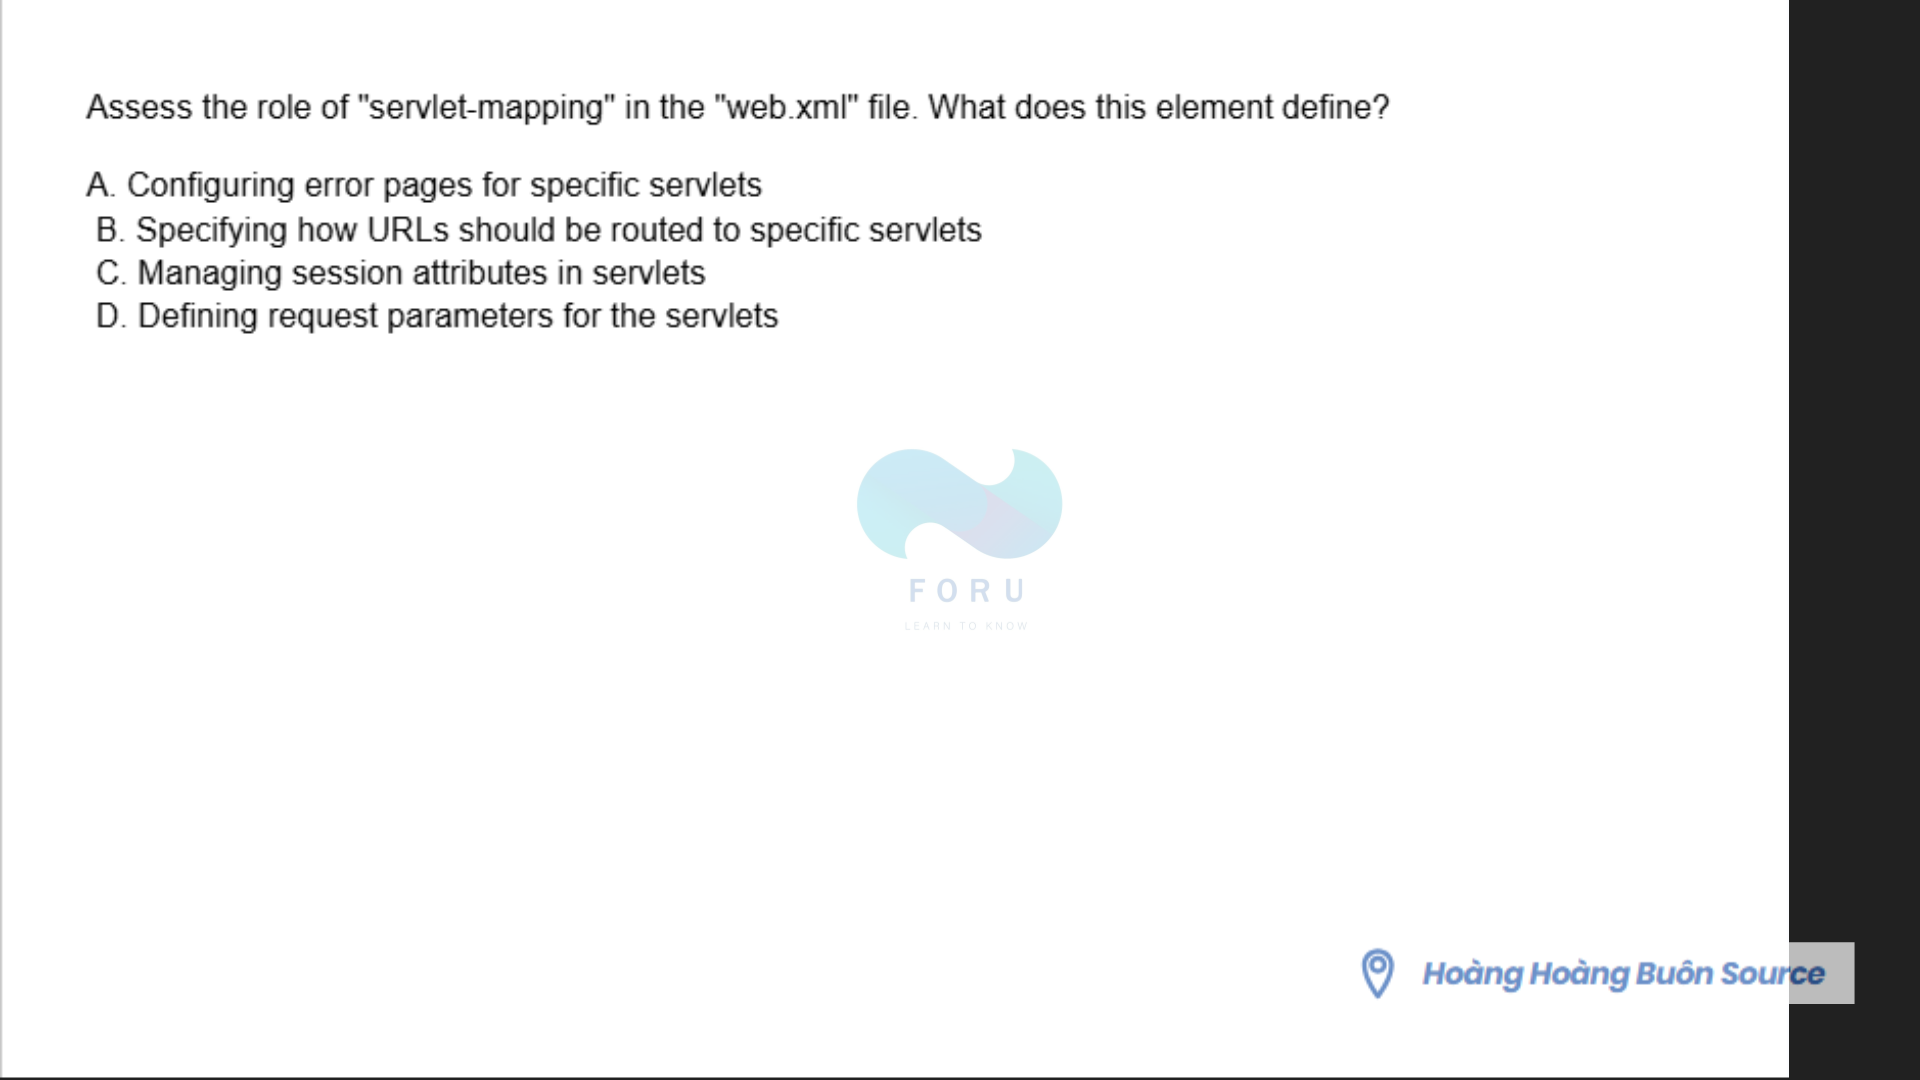 Assess the role of "servlet-mapping" in the "web.xml" file. What does this element define?
A. Configuring error pages for specific servlets
B. Specifying how URLs should be routed to specific servlets
C. Managing session attributes in servlets
D. Defining request parameters for the servlets
FORU
LEARN TO KNOW
Hoàng Hoàng Buôn Source